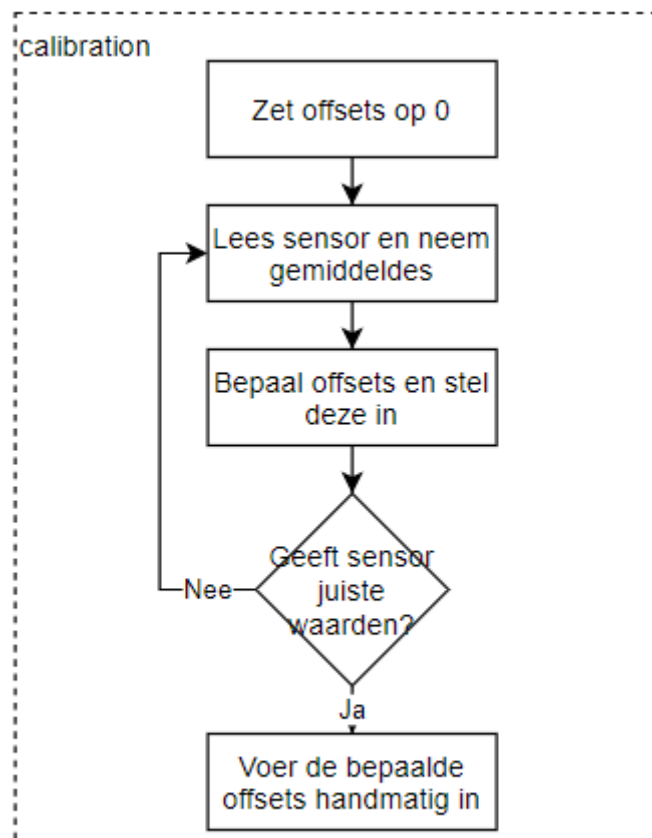 calibration
Zet offsets op 0
Lees sensor en neem
gemiddeldes
Bepaal offsets en stel
deze in
Geeft sensor
juiste
waarden?
Nee
Ja
Voer de bepaalde
offsets handmatig in